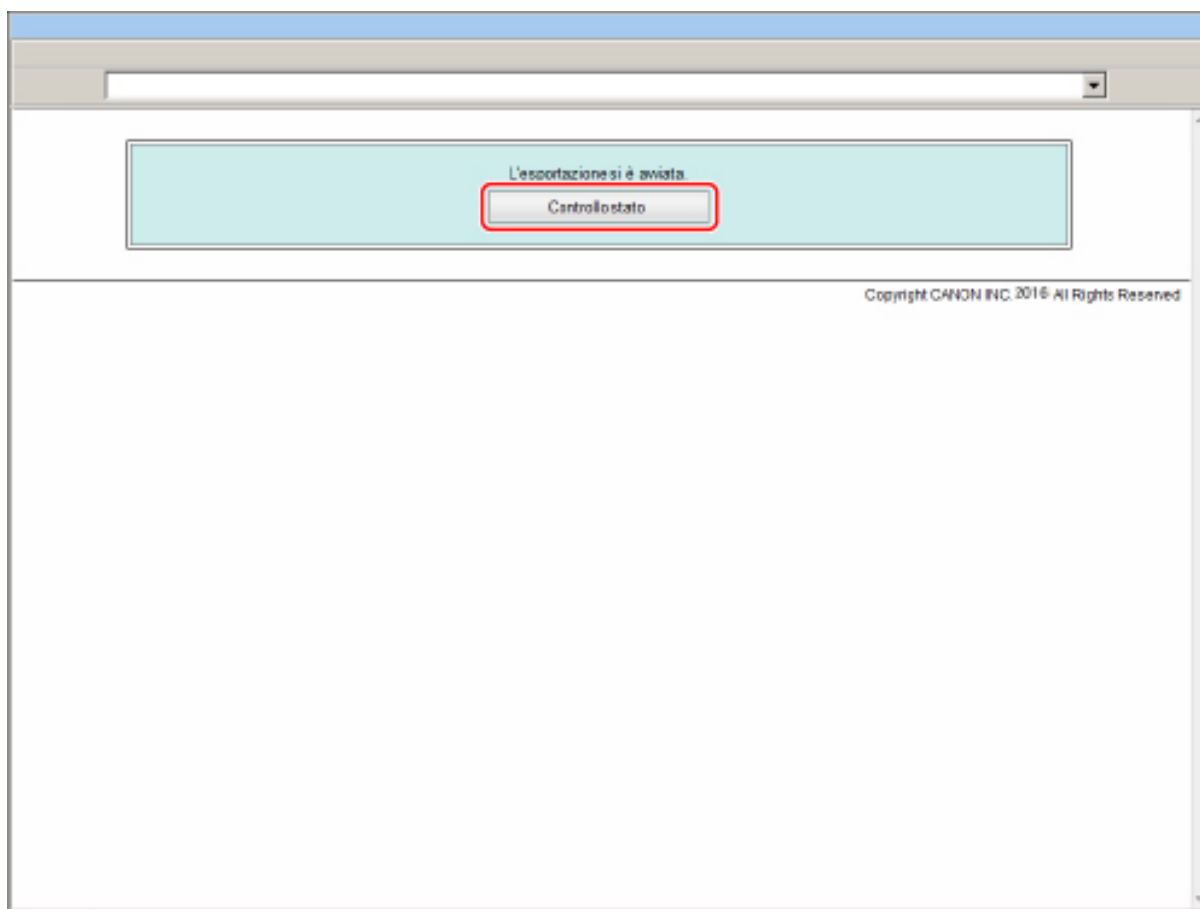 L'esportazione si è avviata.
Controllo stato
Copyright CANON INC. 2016 All Rights Reserved